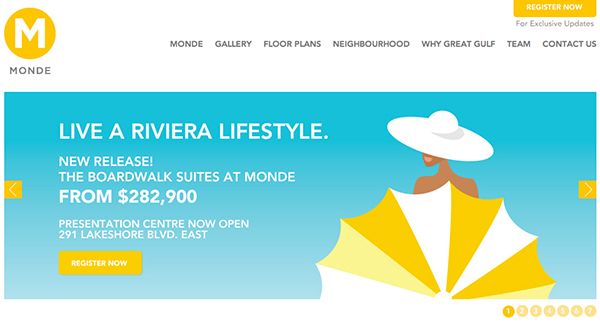 REGISTER NOW
For Exclusive Updates
M
MONDE
MONDE GALLERY FLOOR PLANS NEIGHBOURHOOD WHY GREAT GULF TEAM CONTACT US
LIVE A RIVIERA LIFESTYLE.
NEW RELEASE!
THE BOARDWALK SUITES AT MONDE
FROM $282,900
PRESENTATION CENTRE NOW OPEN
291 LAKESHORE BLVD. EAST
REGISTER NOW
1 2 3 4 5 6 7